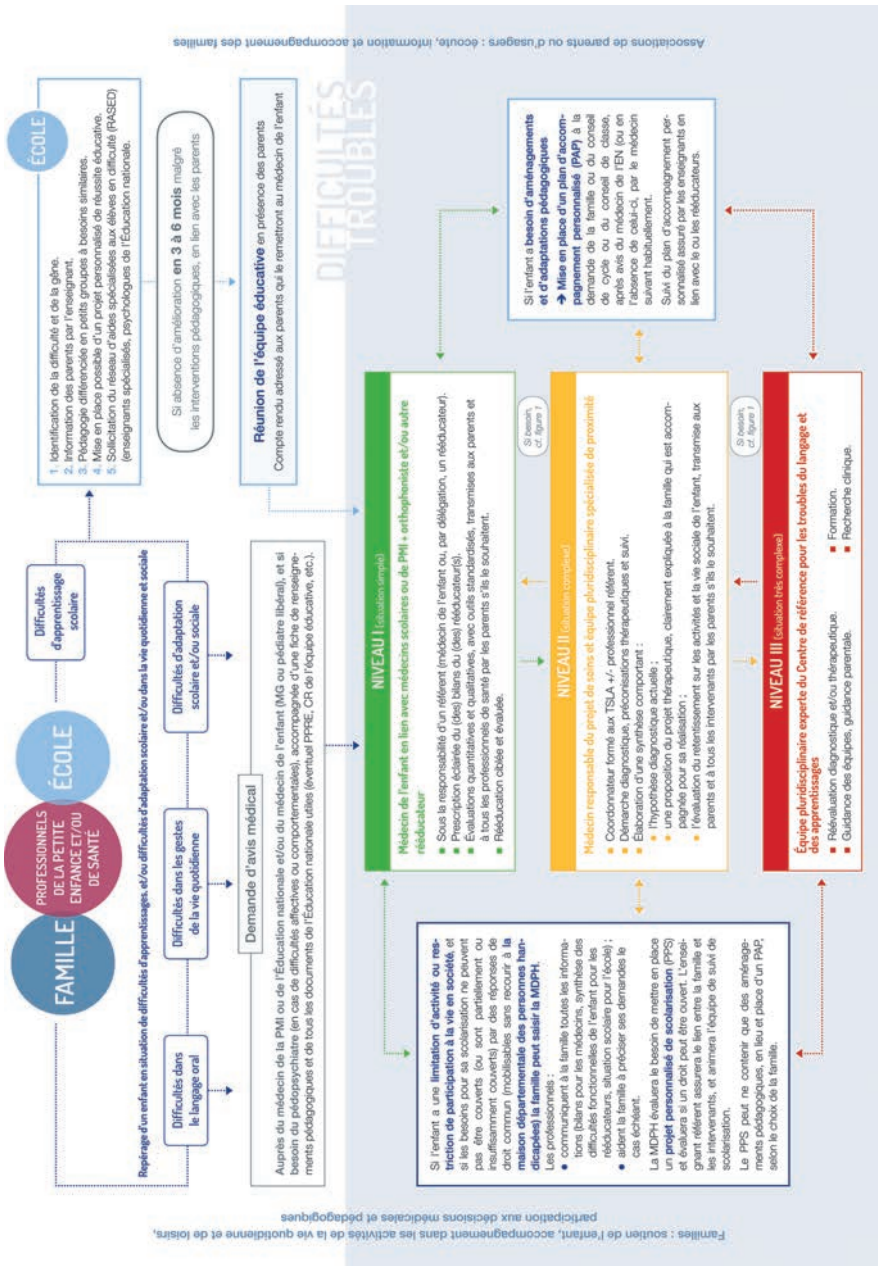 FAMILLE
PROFESSIONNELS
DE LA PETITE
ENFANCE ET/OU
DE SANTÉ
ÉCOLE
Repérage d'un enfant en situation de difficultés d'apprentissages, et/ou difficultés d'adaptation scolaire et/ou dans la vie quotidienne et sociale
Difficultés dans
le langage oral
Difficultés dans les gestes
de la vie quotidienne
Difficultés d'adaptation
scolaire et/ou sociale
Difficultés
d'apprentissage
scolaire
ÉCOLE
1. Identification de la difficulté et de la gêne.
2. Information des parents par l'enseignant.
3. Pédagogie différenciée en petits groupes à besoins similaires.
4. Mise en place possible d'un projet personnalisé de réussite éducative.
5. Sollicitation du réseau d'aides spécialisées aux élèves en difficulté (RASED)
(enseignants spécialisés, psychologues de l'Éducation nationale.
Si absence d'amélioration en 3 à 6 mois malgré
les interventions pédagogiques, en lien avec les parents
Réunion de l'équipe éducative en présence des parents
Compte rendu adressé aux parents qui le remettront au médecin de l'enfant
Demande d'avis médical
Auprès du médecin de la PMI ou de l'Éducation nationale et/ou du médecin de l'enfant (MG ou pédiatre libéral), et si
besoin du pédopsychiatre (en cas de difficultés affectives ou comportementales), accompagnée d'une fiche de renseigne-
ments pédagogiques et de tous les documents de l'Éducation nationale utiles (éventuel PPRE, CR de l'équipe éducative, etc.).
DIFFICULTÉS
TROUBLES
NIVEAU I (situation simple)
Médecin de l'enfant en lien avec médecins scolaires ou de PMI + orthophoniste et/ou autre
rééducateur
■ Sous la responsabilité d'un référent (médecin de l'enfant ou, par délégation, un rééducateur).
■ Prescription éclairée du (des) bilans du (des) rééducateur(s).
■ Évaluations quantitatives et qualitatives, avec outils standardisés, transmises aux parents et
à tous les professionnels de santé par les parents s'ils le souhaitent.
■ Rééducation ciblée et évaluée.
Si besoin,
cf. figure 1
NIVEAU II (situation complexe)
Médecin responsable du projet de soins et équipe pluridisciplinaire spécialisée de proximité
■ Coordonnateur formé aux TSLA +/- professionnel référent.
■ Démarche diagnostique, préconisations thérapeutiques et suivi.
■ Élaboration d'une synthèse comportant :
● l'hypothèse diagnostique actuelle ;
● une proposition du projet thérapeutique, clairement expliquée à la famille qui est accom-
pagnée pour sa réalisation ;
● l'évaluation du retentissement sur les activités et la vie sociale de l'enfant, transmise aux
parents et à tous les intervenants par les parents s'ils le souhaitent.
Si besoin,
cf. figure 1
NIVEAU III (situation très complexe)
Équipe pluridisciplinaire experte du Centre de référence pour les troubles du langage et
des apprentissages
■ Réévaluation diagnostique et/ou thérapeutique.
■ Guidance des équipes, guidance parentale.
■ Formation.
■ Recherche clinique.
Si l'enfant a une limitation d'activité ou res-
triction de participation à la vie en société, et
si les besoins pour sa scolarisation ne peuvent
pas être couverts (ou sont partiellement ou
insuffisamment couverts) par des réponses de
droit commun (mobilisables sans recourir à la
maison départementale des personnes han-
dicapées) la famille peut saisir la MDPH.
Les professionnels :
● communiquent à la famille toutes les informa-
tions (bilans pour les médecins, synthèse des
difficultés fonctionnelles de l'enfant pour les
rééducateurs, situation scolaire pour l'école) ;
● aident la famille à préciser ses demandes le
cas échéant.
La MDPH évaluera le besoin de mettre en place
un projet personnalisé de scolarisation (PPS)
et évaluera si un droit peut être ouvert. L'ensei-
gnant référent assurera le lien entre la famille et
les intervenants, et animera l'équipe de suivi de
scolarisation.
Le PPS peut ne contenir que des aménage-
ments pédagogiques, en lieu et place d'un PAP,
selon le choix de la famille.
Si l'enfant a besoin d'aménagements
et d'adaptations pédagogiques
➔ Mise en place d'un plan d'accom-
pagnement personnalisé (PAP) à la
demande de la famille ou du conseil
de cycle ou du conseil de classe,
après avis du médecin de l'EN (ou en
l'absence de celui-ci, par le médecin
suivant habituellement.
Suivi du plan d'accompagnement per-
sonnalisé assuré par les enseignants en
lien avec le ou les rééducateurs.
Familles : soutien de l'enfant, accompagnement dans les activités de la vie quotidienne et de loisirs,
participation aux décisions médicales et pédagogiques
Associations de parents ou d'usagers : écoute, information et accompagnement des familles